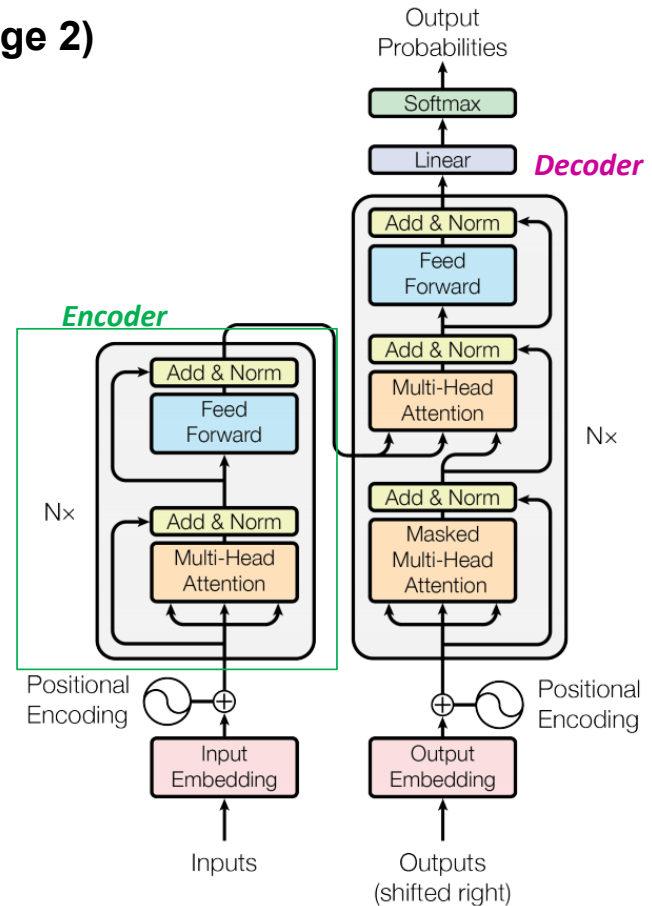 ge 2)
Output
Probabilities
Softmax
Linear
Decoder
Add & Norm
Feed
Forward
Add & Norm
Multi-Head
Attention
Nx
Add & Norm
Masked
Multi-Head
Attention
Positional
Encoding
Output
Embedding
Outputs
(shifted right)
Encoder
Add & Norm
Feed
Forward
Nx
Add & Norm
Multi-Head
Attention
Positional
Encoding
Input
Embedding
Inputs